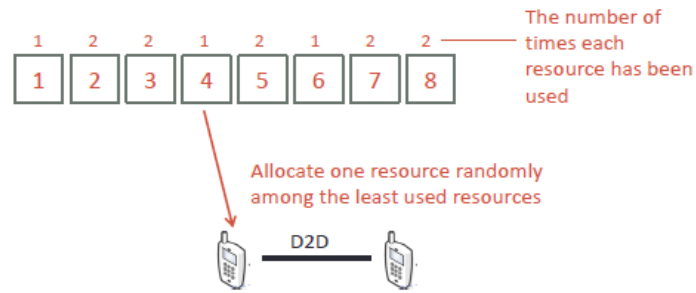 1 2 2 1 2 1 2 2
The number of
times each
resource has been
used
1 2 3 4 5 6 7 8
Allocate one resource randomly
among the least used resources
D2D